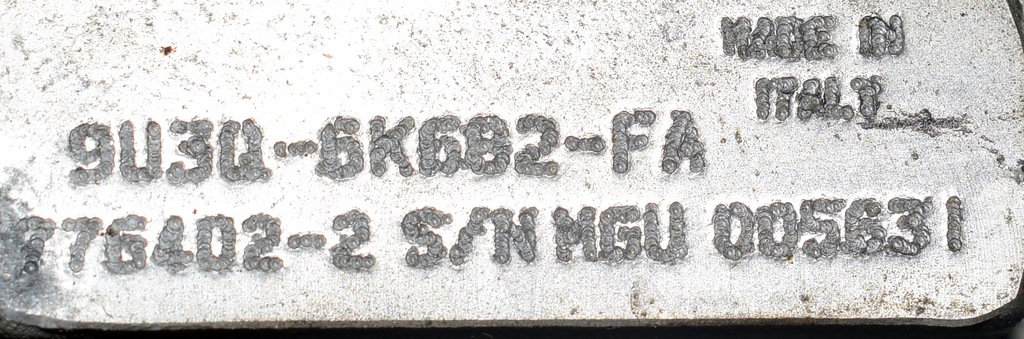 MADE IN
ITALY
9U3Q-6K682-FA
776402-2 S/N MGU 005631